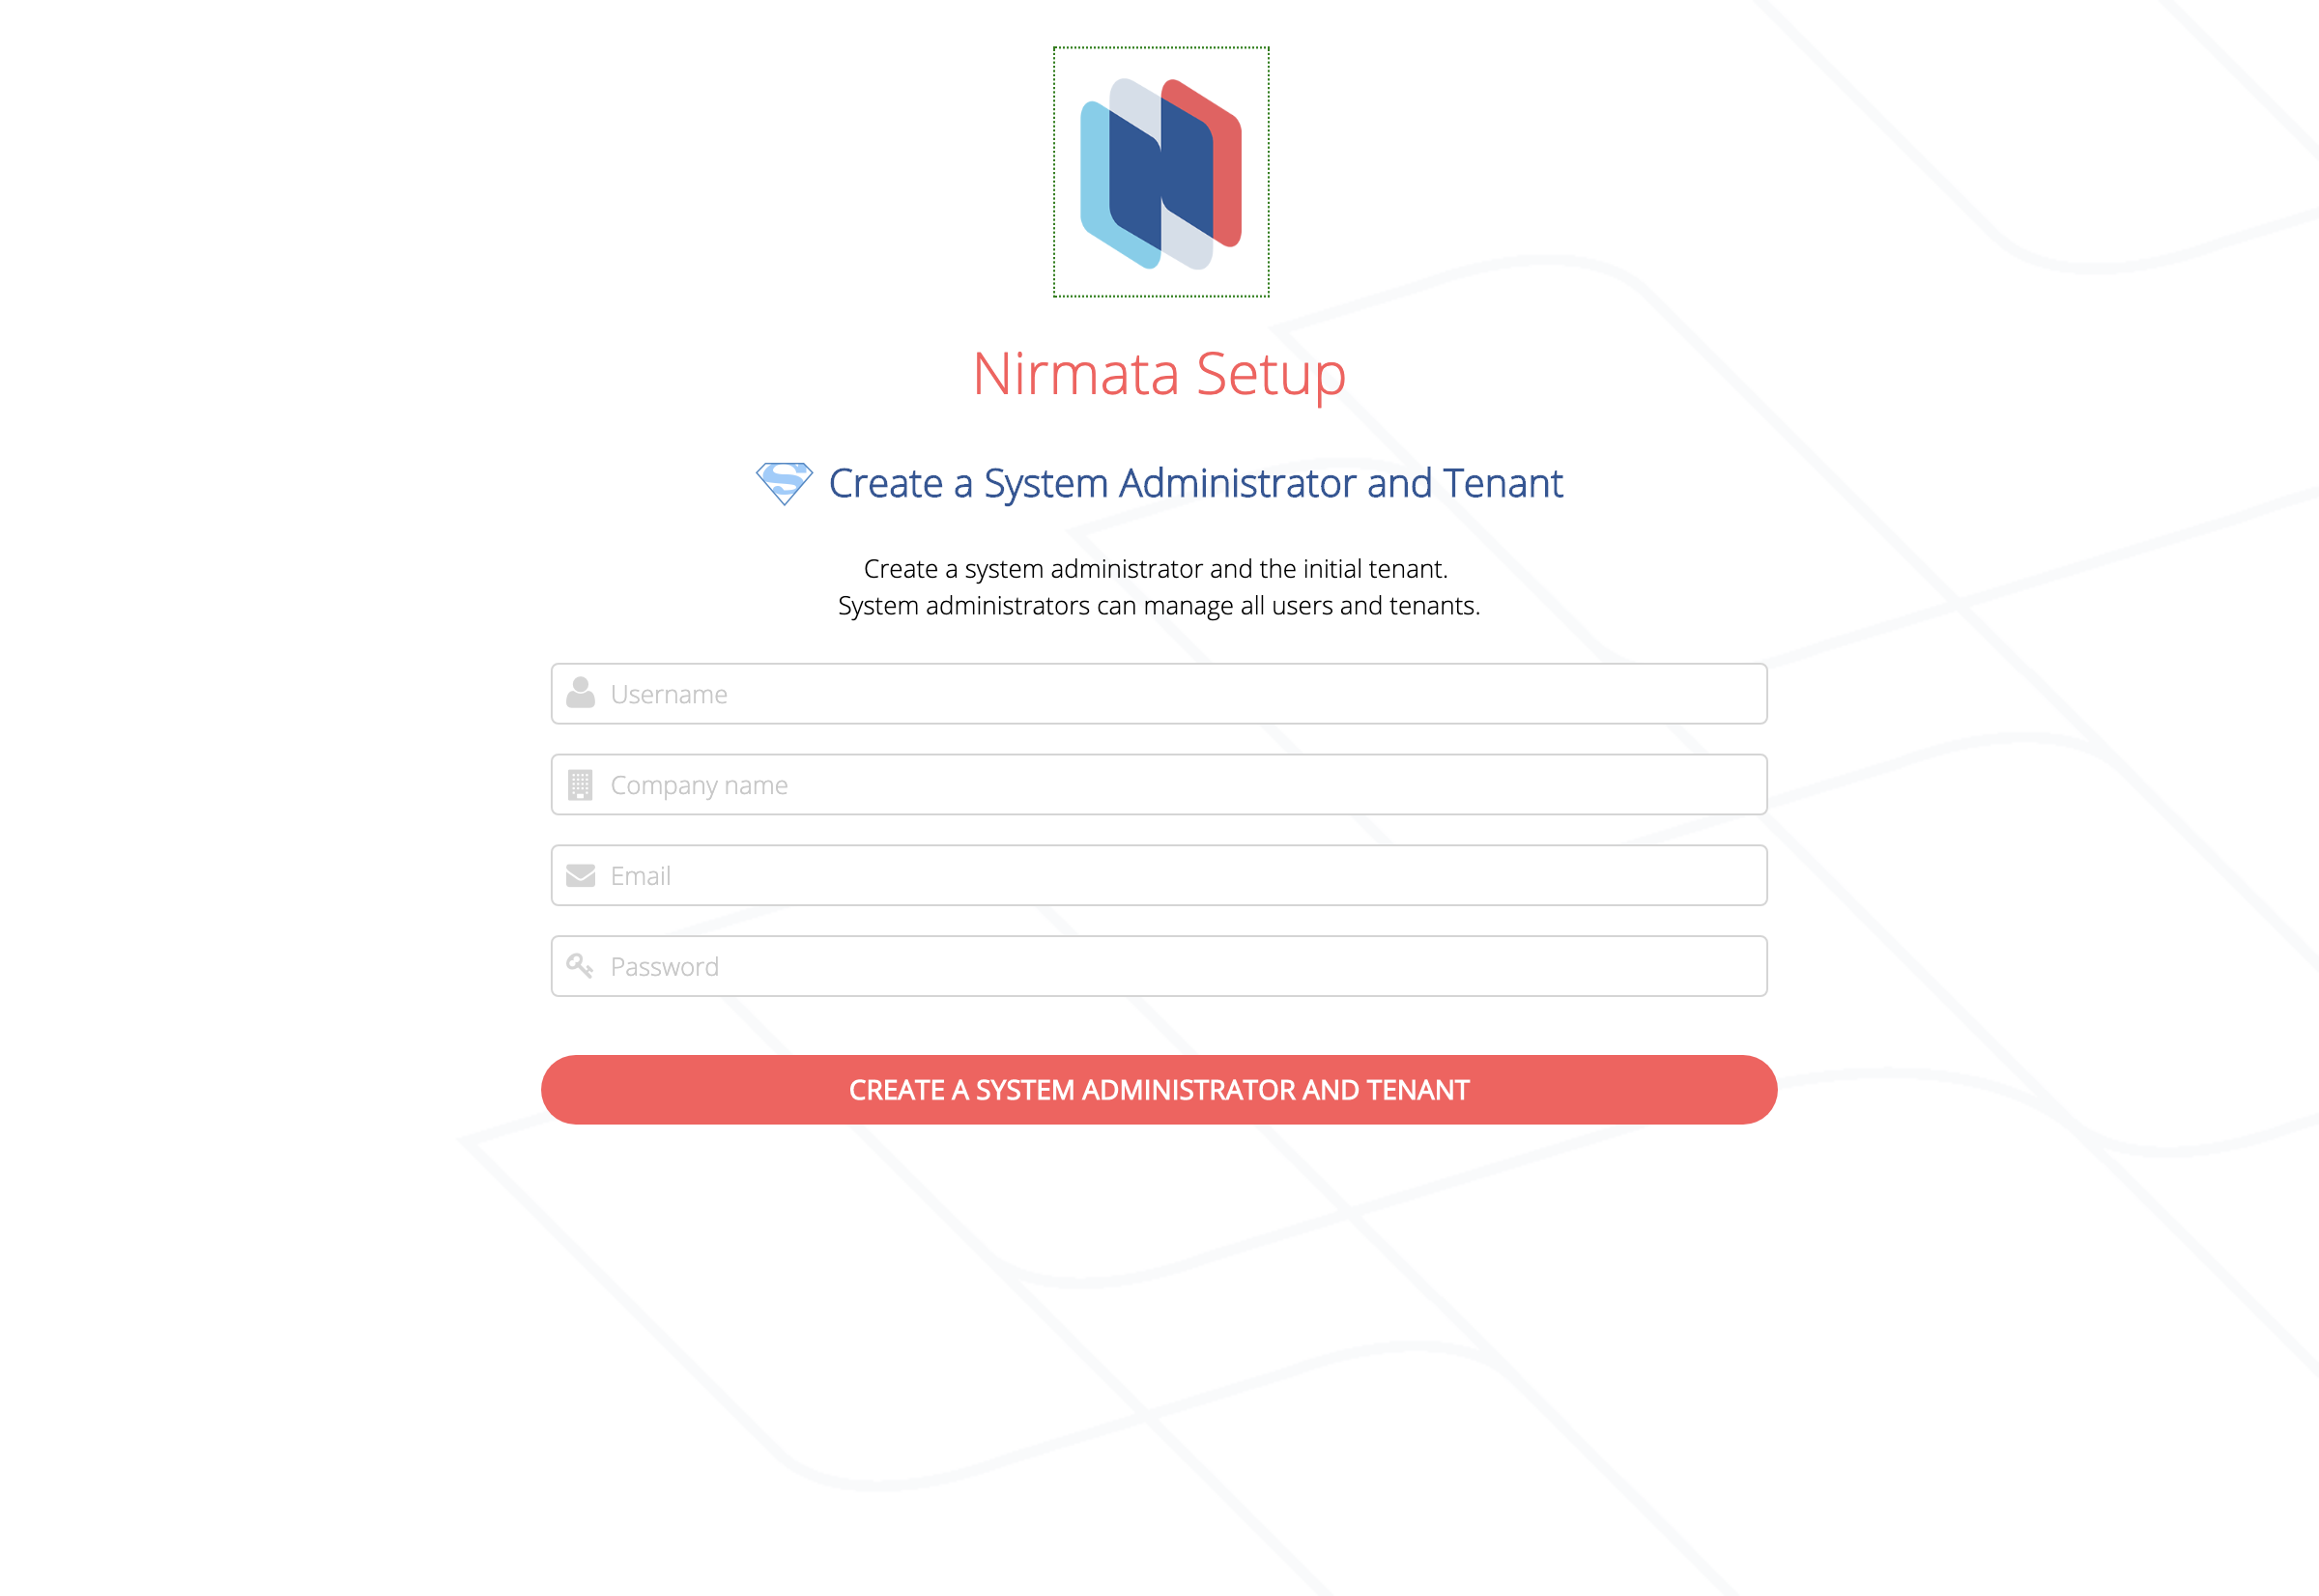 Nirmata Setup
Create a System Administrator and Tenant
Create a system administrator and the initial tenant.
System administrators can manage all users and tenants.
Username
Company name
Email
Password
CREATE A SYSTEM ADMINISTRATOR AND TENANT